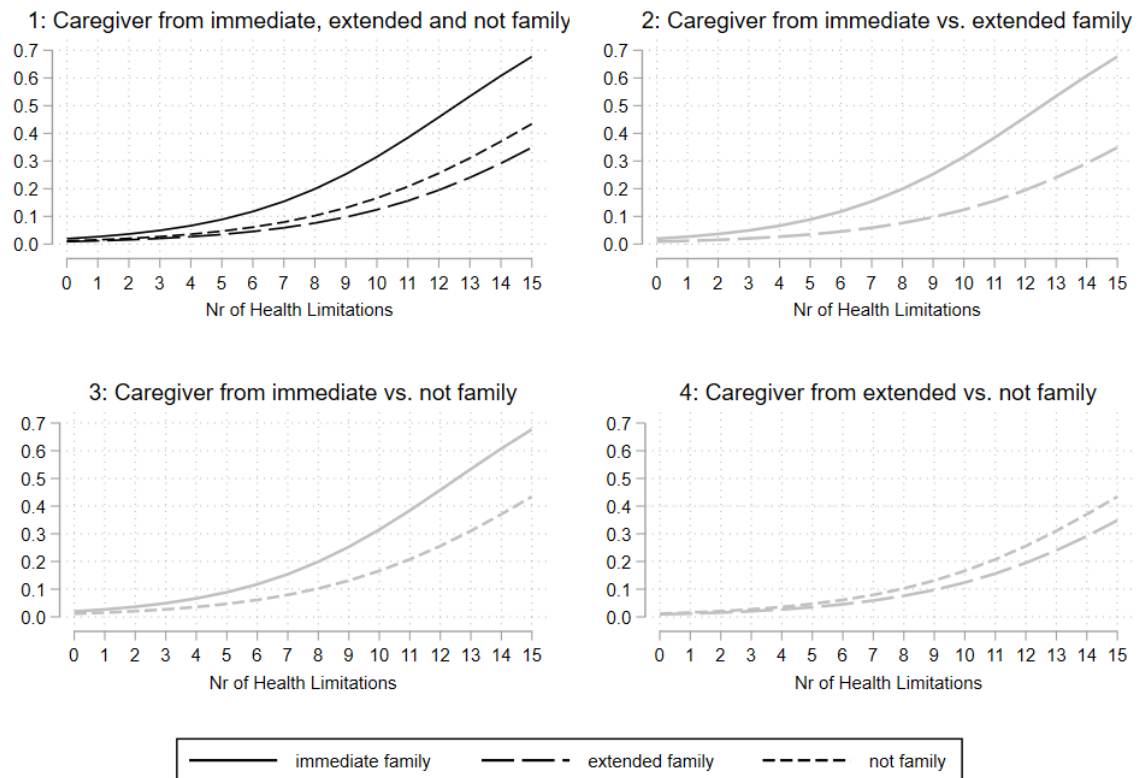 1: Caregiver from immediate, extended and not family
0.7
0.6
0.5
0.4
0.3
0.2
0.1
0.0
0 1 2 3 4 5 6 7 8 9 10 11 12 13 14 15
Nr of Health Limitations
2: Caregiver from immediate vs. extended family
0.7
0.6
0.5
0.4
0.3
0.2
0.1
0.0
0 1 2 3 4 5 6 7 8 9 10 11 12 13 14 15
Nr of Health Limitations
3: Caregiver from immediate vs. not family
0.7
0.6
0.5
0.4
0.3
0.2
0.1
0.0
0 1 2 3 4 5 6 7 8 9 10 11 12 13 14 15
Nr of Health Limitations
4: Caregiver from extended vs. not family
0.7
0.6
0.5
0.4
0.3
0.2
0.1
0.0
0 1 2 3 4 5 6 7 8 9 10 11 12 13 14 15
Nr of Health Limitations
immediate family extended family not family